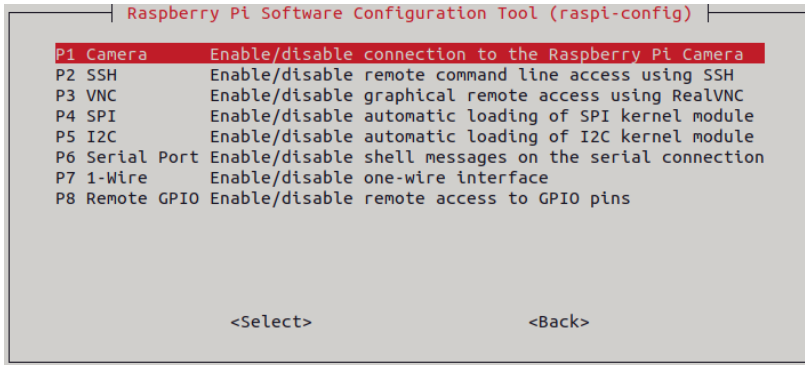 Raspberry Pi Software Configuration Tool (raspi-config)
P1 Camera Enable/disable connection to the Raspberry Pi Camera
P2 SSH Enable/disable remote command line access using SSH
P3 VNC Enable/disable graphical remote access using RealVNC
P4 SPI Enable/disable automatic loading of SPI kernel module
P5 I2C Enable/disable automatic loading of I2C kernel module
P6 Serial Port Enable/disable shell messages on the serial connection
P7 1-Wire Enable/disable one-wire interface
P8 Remote GPIO Enable/disable remote access to GPIO pins
<Select> <Back>